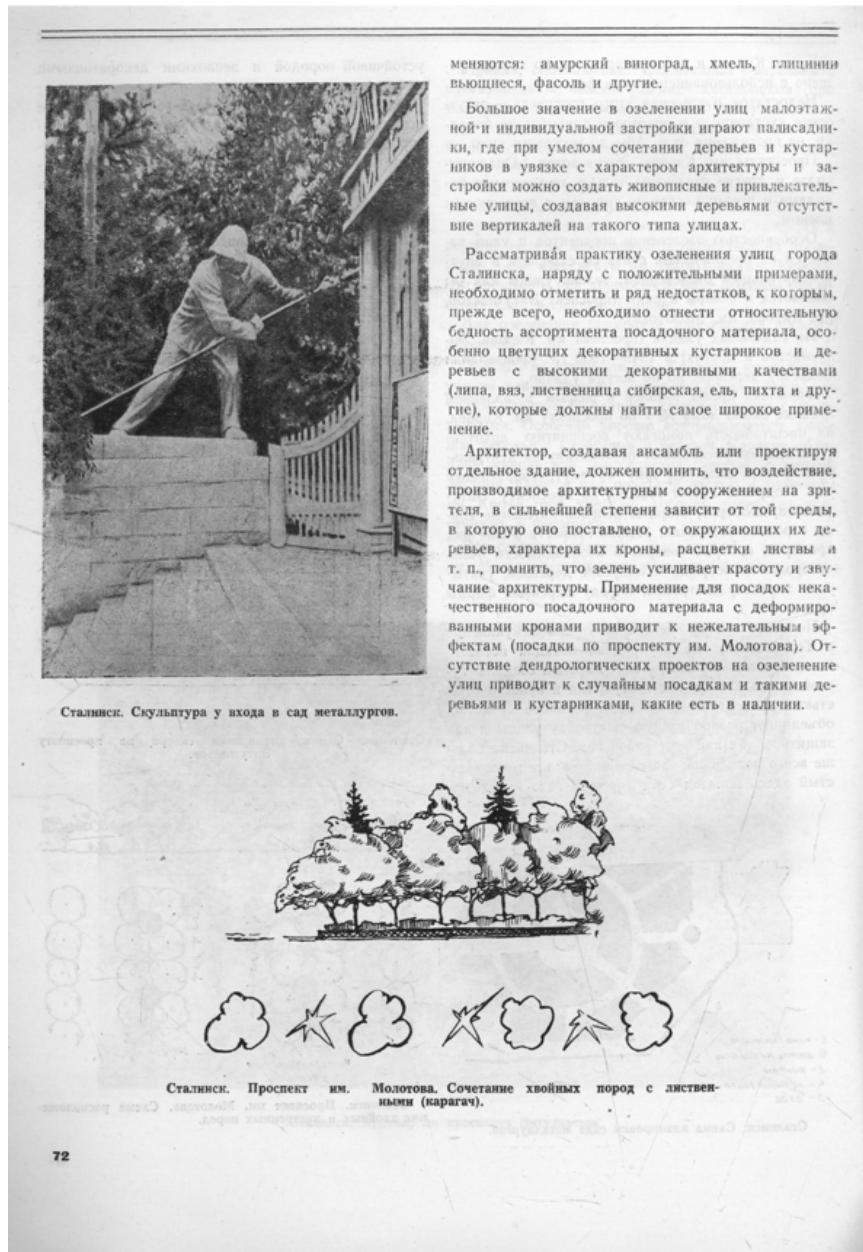 меняются: амурский виноград, хмель, глицинии
вьющиеся, фасоль и другие.
Большое значение в озеленении улиц малоэтаж-
ной и индивидуальной застройки играют палисадни-
ки, где при умелом сочетании деревьев и кустар-
ников в увязке с характером архитектуры и за-
стройки можно создать живописные и привлекатель-
ные улицы, создавая высокими деревьями отсутст-
вие вертикалей на такого типа улицах.
Рассматривая практику озеленения улиц города
Сталинска, наряду с положительными примерами,
необходимо отметить и ряд недостатков, к которым,
прежде всего, необходимо отнести относительную
бедность ассортимента посадочного материала, осо-
бенно цветущих декоративных кустарников и де-
ревьев с высокими декоративными качествами
(липа, вяз, лиственница сибирская, ель, пихта и дру-
гие), которые должны найти самое широкое приме-
нение.
Архитектор, создавая ансамбль или проектируя
отдельное здание, должен помнить, что воздействие,
производимое архитектурным сооружением на зри-
теля, в сильнейшей степени зависит от той среды,
в которую оно поставлено, от окружающих их де-
ревьев, характера их кроны, расцветки листвы и
т. п., помнить, что зелень усиливает красоту и зву-
чание архитектуры. Применение для посадок нека-
чественного посадочного материала с деформиро-
ванными кронами приводит к нежелательным эф-
фектам (посадки по проспекту им. Молотова). От-
сутствие дендрологических проектов на озеленение
улиц приводит к случайным посадкам и такими де-
ревьями и кустарниками, какие есть в наличии.
МЕТ
Сталинск. Скульптура у входа в сад металлургов.
Сталинск. Проспект им. Молотова. Сочетание хвойных пород с листвен-
ными (карагач).
72